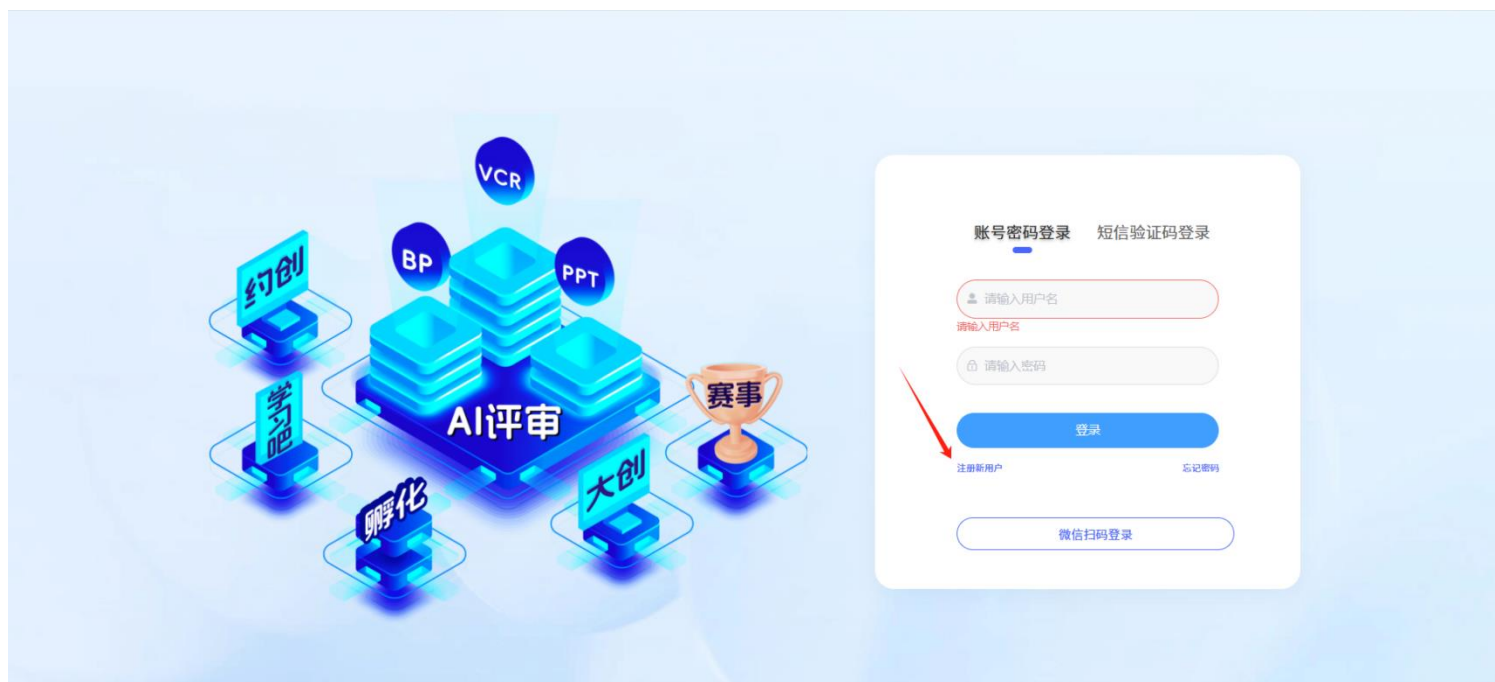 VCR
BP
PPT
约创
学习吧
AI评审
赛事
大创
孵化
账号密码登录 短信验证码登录
请输入用户名
请输入用户名
请输入密码
登录
注册新用户 忘记密码
微信扫码登录